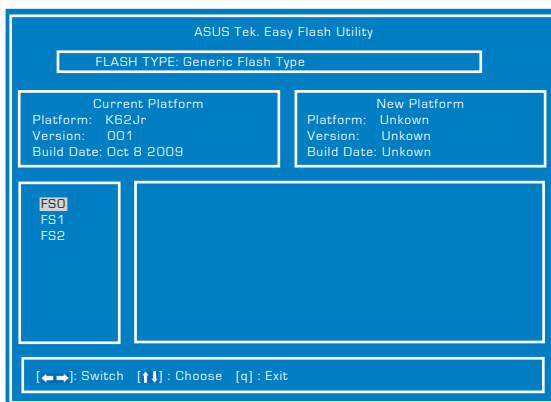 ASUS Tek. Easy Flash Utility
FLASH TYPE: Generic Flash Type
Current Platform
Platform: K62Jr
Version: 001
Build Date: Oct 8 2009
New Platform
Platform: Unkown
Version: Unkown
Build Date: Unkown
FS0
FS1
FS2
[←→]: Switch [↑↓] : Choose [q] : Exit